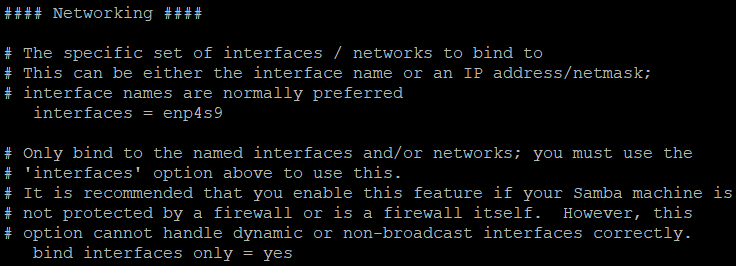 #### Networking ####
# The specific set of interfaces / networks to bind to
# This can be either the interface name or an IP address/netmask;
# interface names are normally preferred
interfaces = enp4s9
# Only bind to the named interfaces and/or networks; you must use the
# 'interfaces' option above to use this.
# It is recommended that you enable this feature if your Samba machine is
# not protected by a firewall or is a firewall itself.  However, this
# option cannot handle dynamic or non-broadcast interfaces correctly.
bind interfaces only = yes